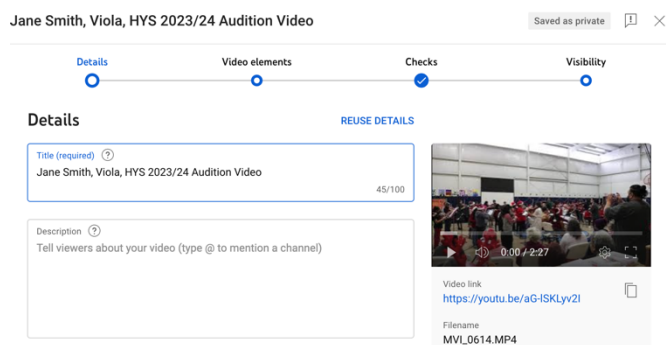 Jane Smith, Viola, HYS 2023/24 Audition Video
Saved as private
Details
Video elements
Checks
Visibility
Details
REUSE DETAILS
Title (required)
Jane Smith, Viola, HYS 2023/24 Audition Video
45/100
Description
Tell viewers about your video (type @ to mention a channel)
0:00 / 2:27
Video link
https://youtu.be/aG-lSKLyv2I
Filename
MVI_0614.MP4